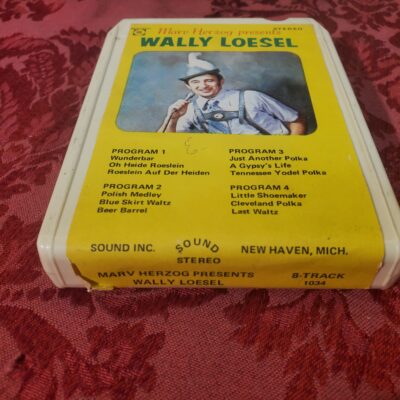 STEREO
Marv Herzog presents
WALLY LOESEL
PROGRAM 1
Wunderbar
Oh Heide Roeslein
Roeslein Auf Der Heiden
PROGRAM 2
Polish Medley
Blue Skirt Waltz
Beer Barrel
PROGRAM 3
Just Another Polka
A Gypsy's Life
Tennessee Yodel Polka
PROGRAM 4
Little Shoemaker
Cleveland Polka
Last Waltz
SOUND INC.
SOUND
STEREO
NEW HAVEN, MICH.
MARV HERZOG PRESENTS
WALLY LOESEL
8-TRACK
1034